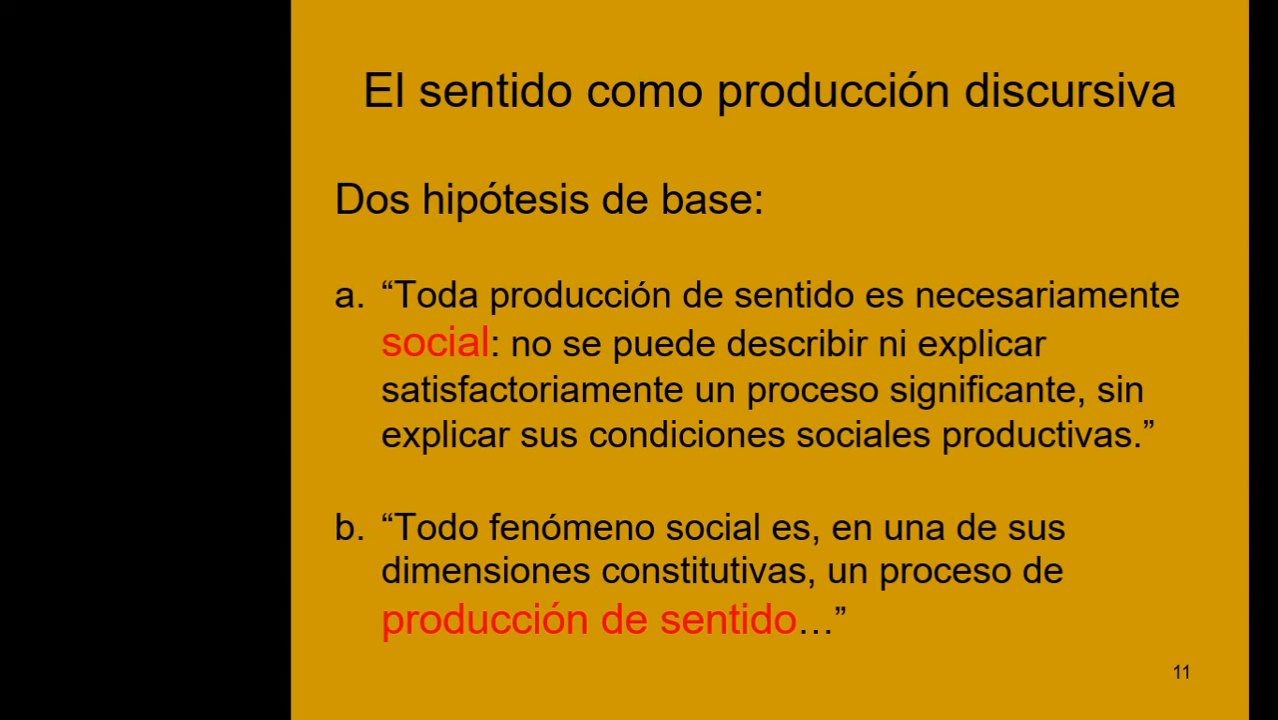 El sentido como producción discursiva
Dos hipótesis de base:
a. “Toda producción de sentido es necesariamente
social: no se puede describir ni explicar
satisfactoriamente un proceso significante, sin
explicar sus condiciones sociales productivas.”
b. “Todo fenómeno social es, en una de sus
dimensiones constitutivas, un proceso de
producción de sentido…”
11